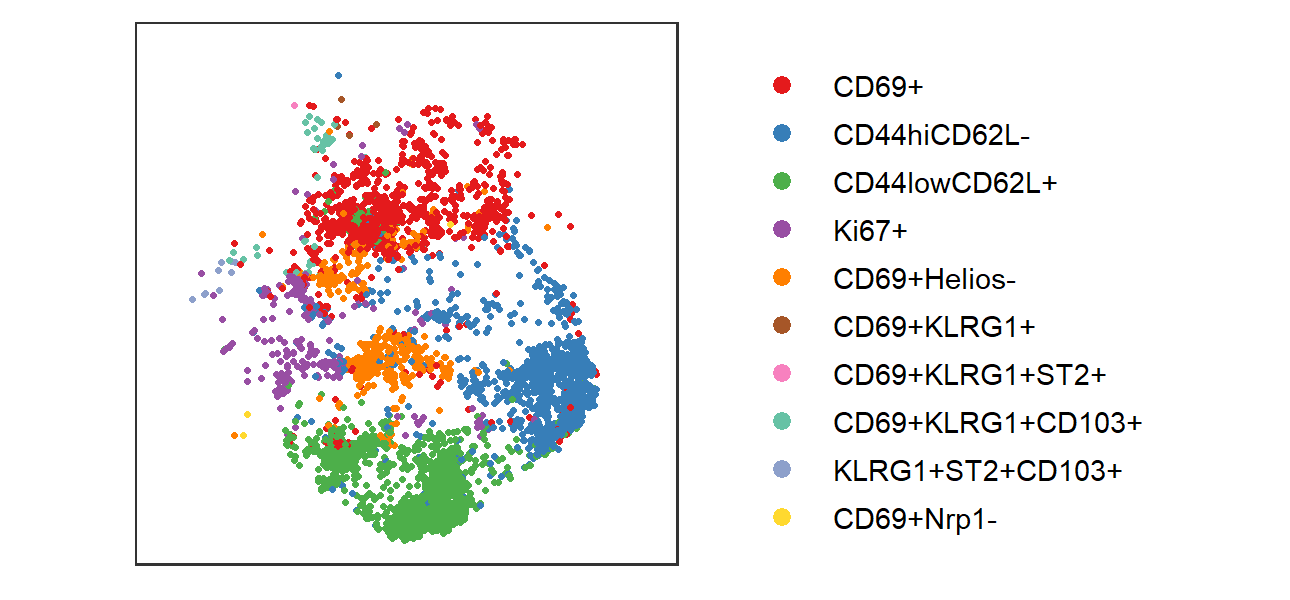 CD69+
CD44hiCD62L-
CD44lowCD62L+
Ki67+
CD69+Helios-
CD69+KLRG1+
CD69+KLRG1+ST2+
CD69+KLRG1+CD103+
KLRG1+ST2+CD103+
CD69+Nrp1-